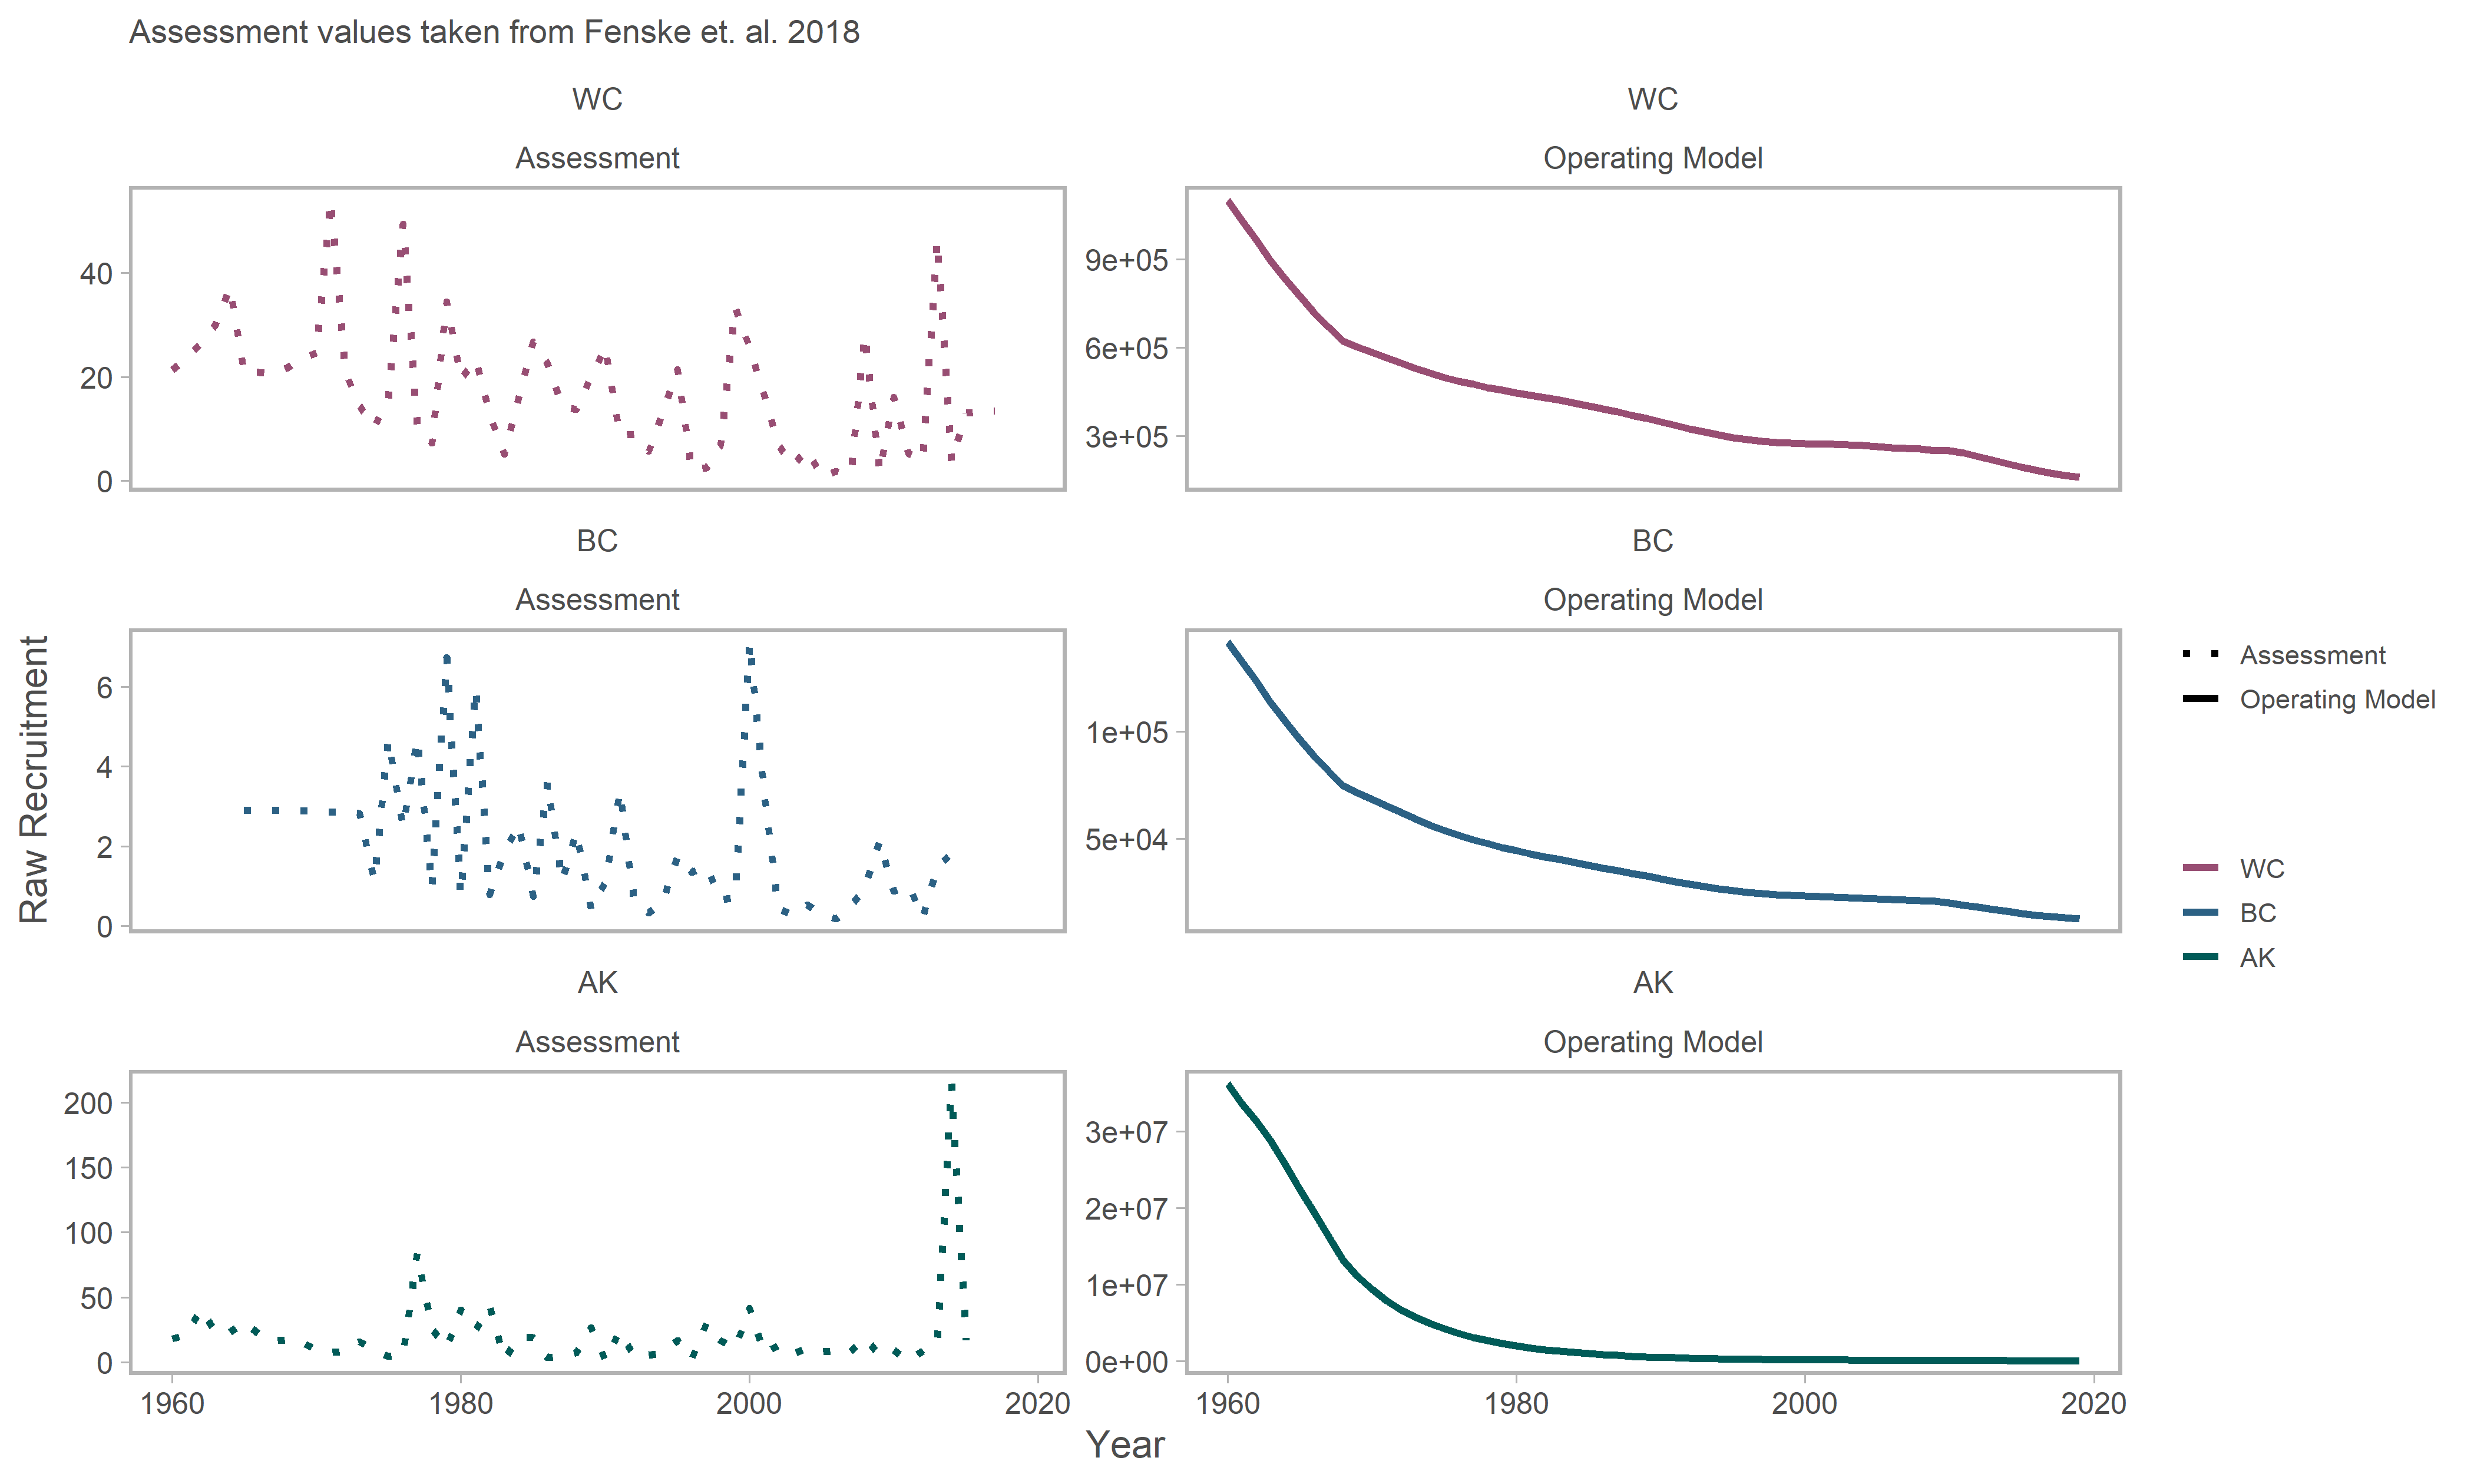 Assessment values taken from Fenske et. al. 2018
WC
Assessment
40
20
0
WC
Operating Model
9e+05
6e+05
3e+05
BC
Assessment
6
4
2
0
BC
Operating Model
1e+05
5e+04
AK
Assessment
200
150
100
50
0
1960 1980 2000 2020
AK
Operating Model
3e+07
2e+07
1e+07
0e+00
1960 1980 2000 2020
Raw Recruitment
Year
Assessment
Operating Model
WC
BC
AK